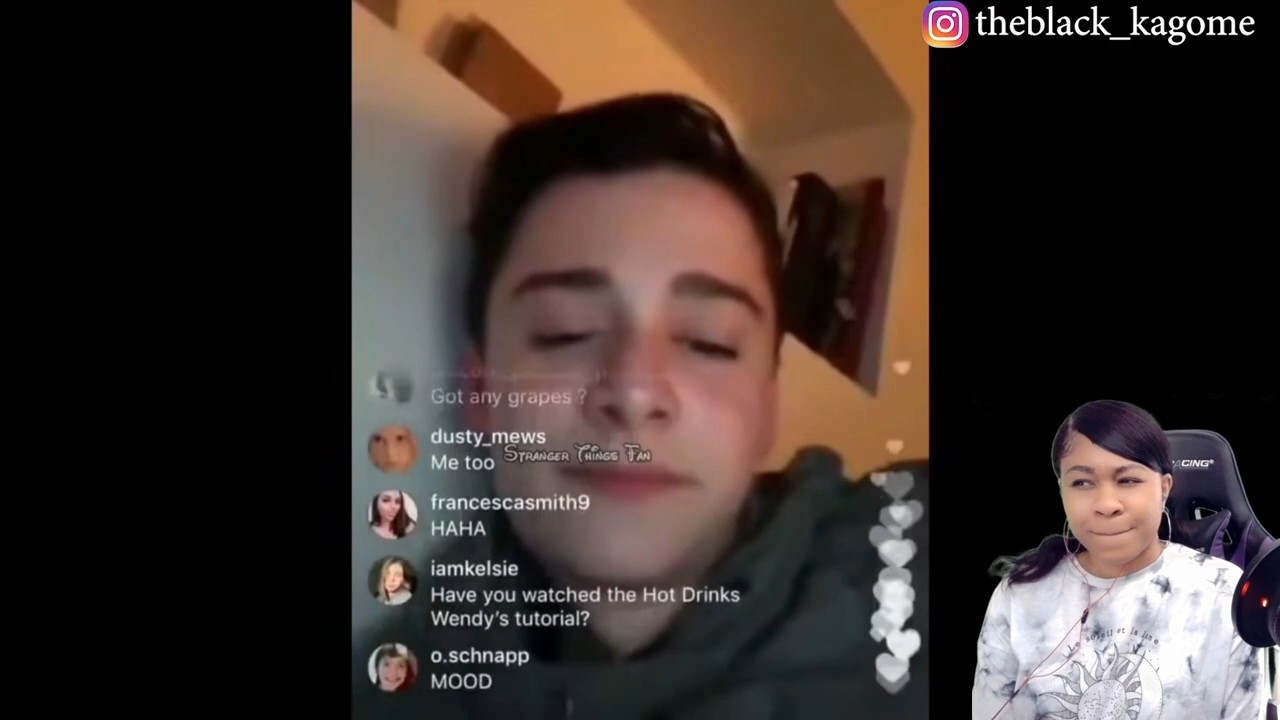 theblack_kagome
Got any grapes ?
dusty_mews
Me too
STRANGER THINGS FAN
francescasmith9
HAHA
iamkelsie
Have you watched the Hot Drinks
Wendy's tutorial?
o.schnapp
MOOD
ACING